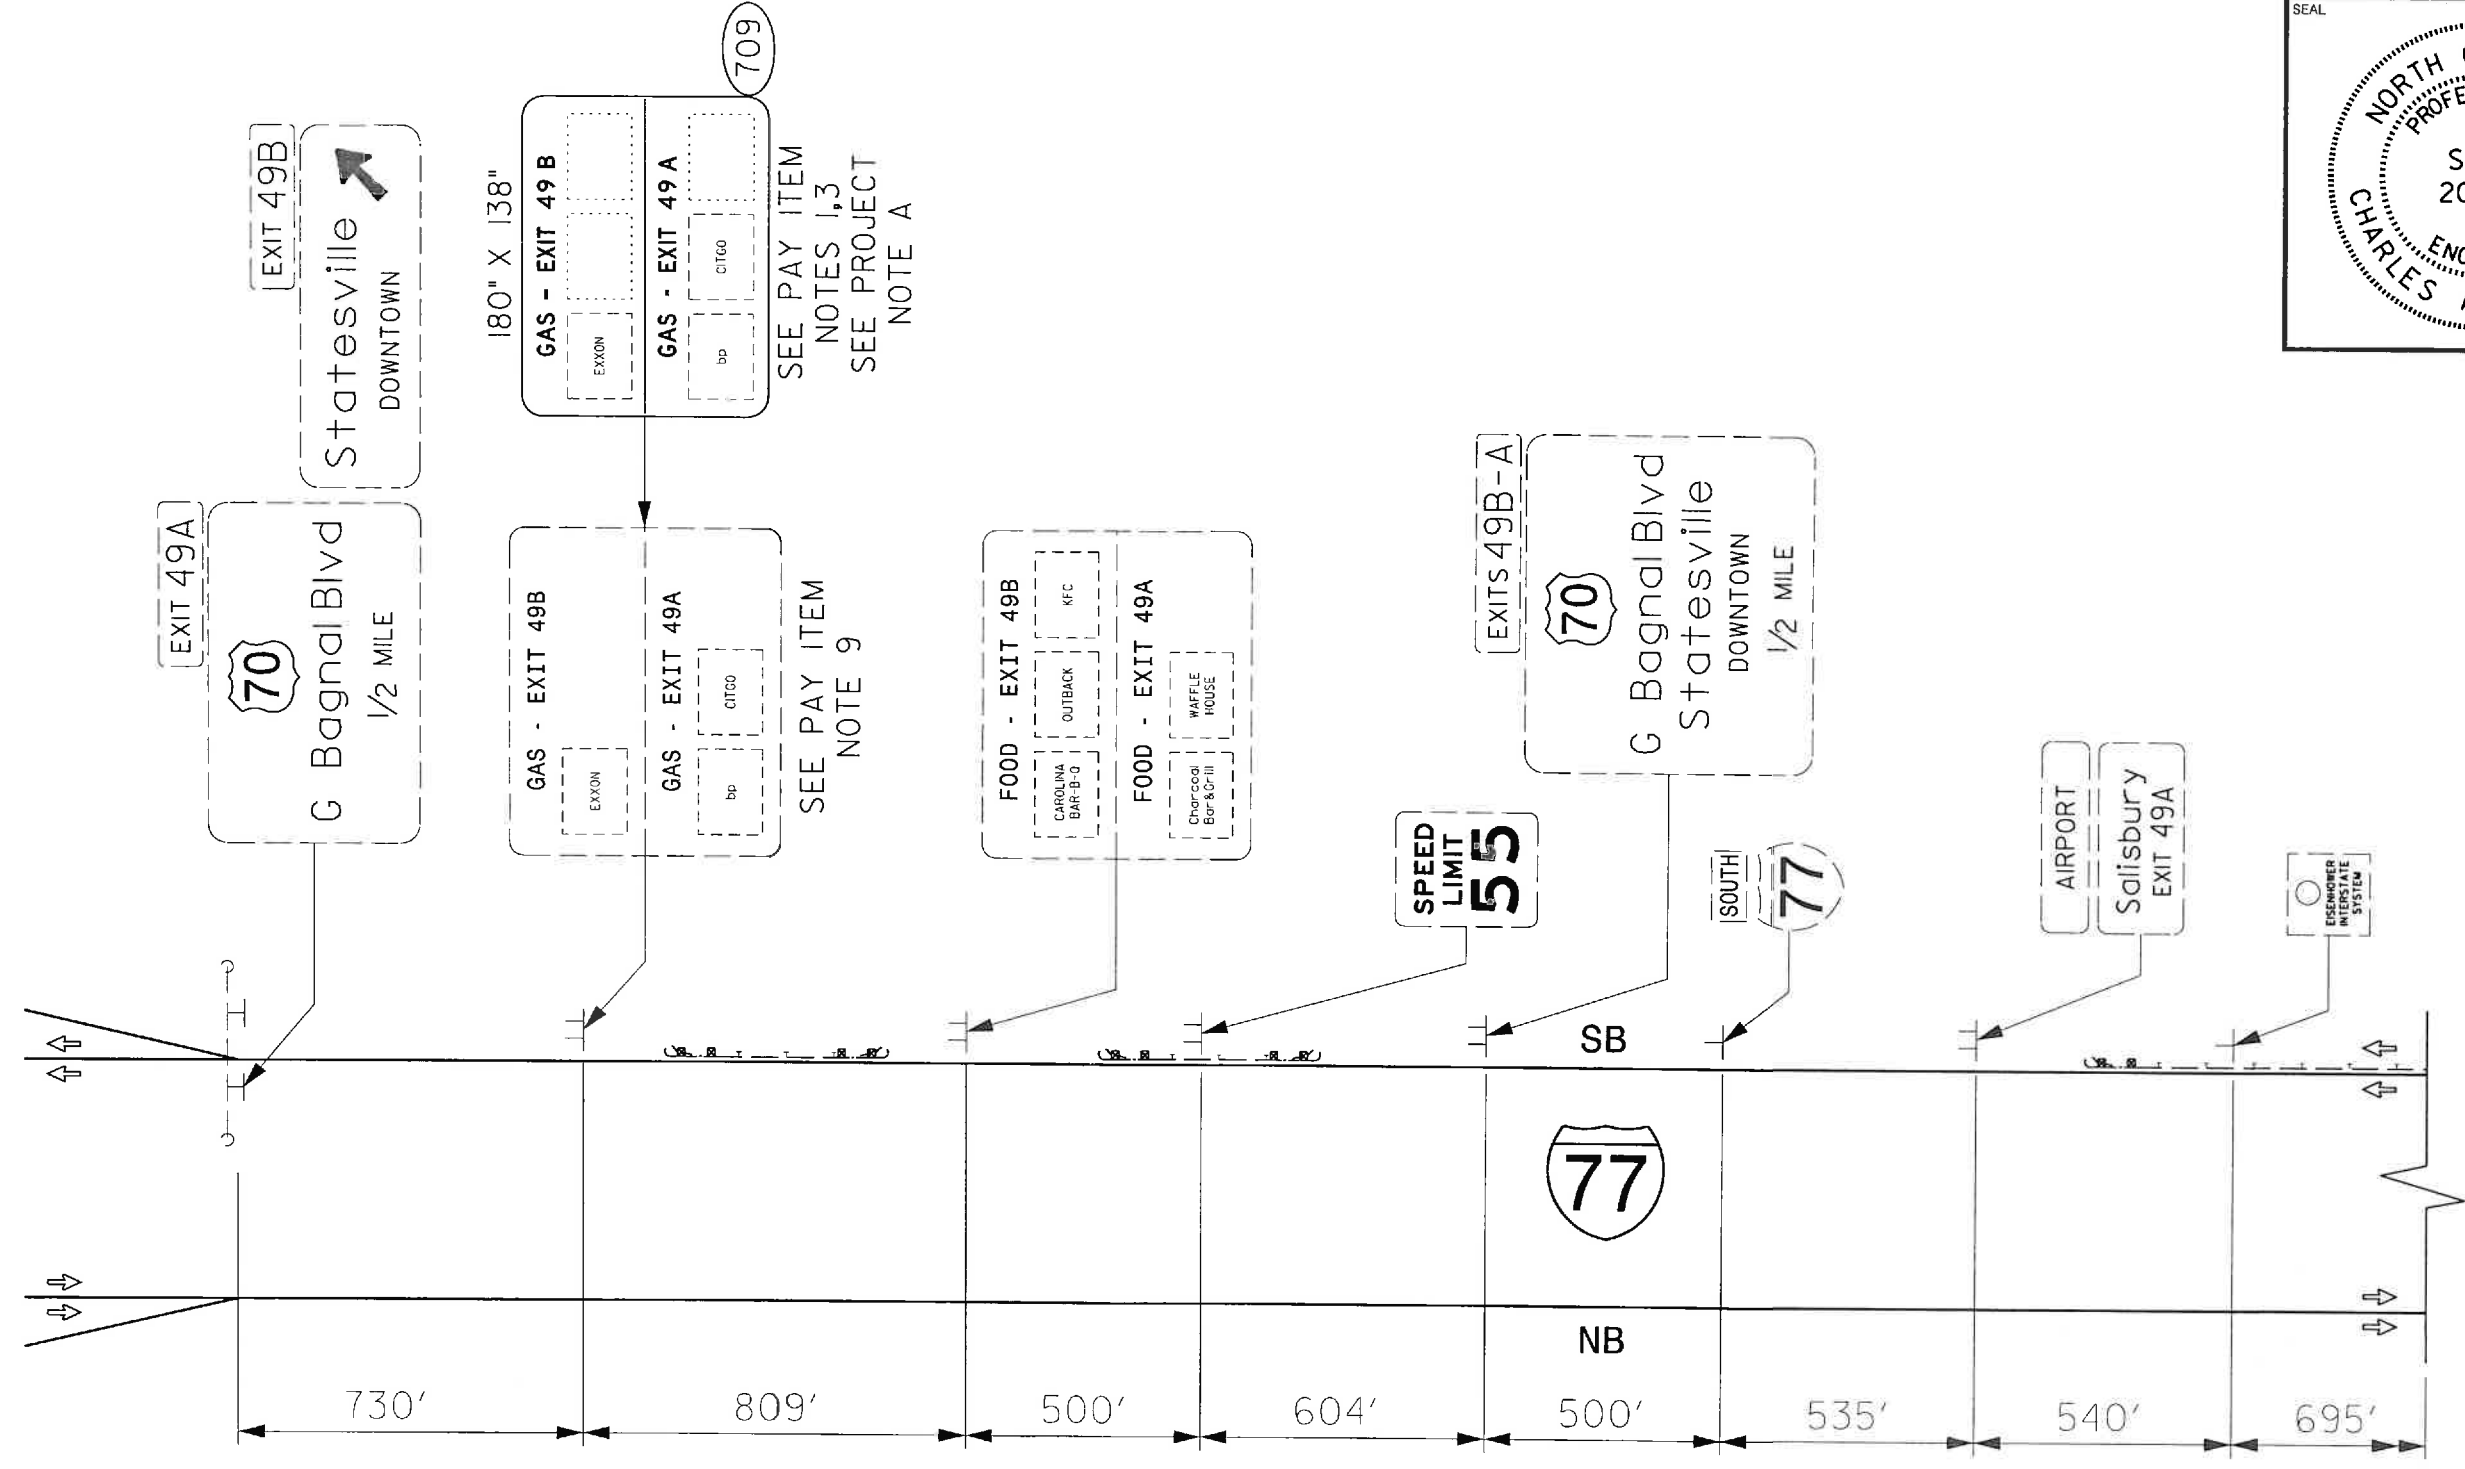 EXIT 49A
70
G Bagnal Blvd
1/2 MILE
EXIT 49B
Statesville
DOWNTOWN
180" X 138"
GAS - EXIT 49 B
EXXON
GAS - EXIT 49 A
bp
CITGO
709
SEE PAY ITEM
NOTES 1,3
SEE PROJECT
NOTE A
GAS - EXIT 49B
EXXON
GAS - EXIT 49A
bp
CITGO
SEE PAY ITEM
NOTE 9
FOOD - EXIT 49B
CAROLINA
BAR-B-Q
OUTBACK
KFC
FOOD - EXIT 49A
Charcoal
Bar & Grill
WAFFLE
HOUSE
SPEED
LIMIT
55
EXITS 49B-A
70
G Bagnal Blvd
Statesville
DOWNTOWN
1/2 MILE
SOUTH
77
AIRPORT
Salisbury
EXIT 49A
EISENHOWER
INTERSTATE
SYSTEM
SB
77
NB
730'
809'
500'
604'
500'
535'
540'
695'
SEAL
NORTH
CHARLES